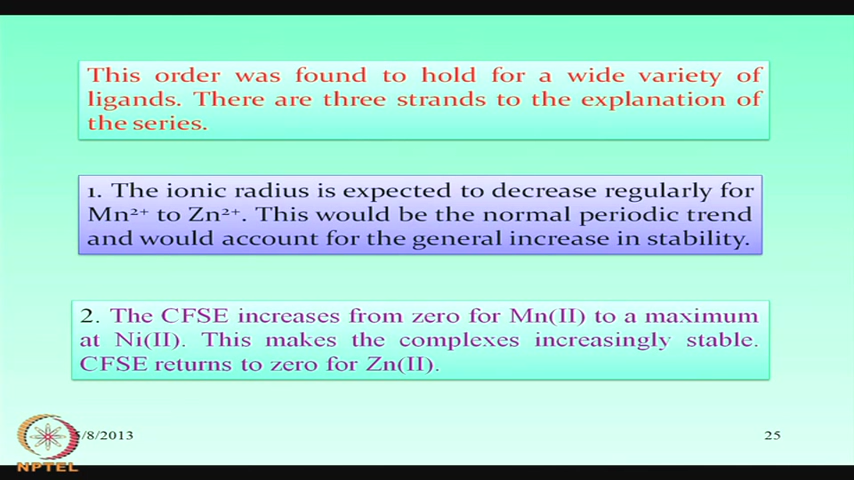 This order was found to hold for a wide variety of
ligands. There are three strands to the explanation of
the series.
1. The ionic radius is expected to decrease regularly for
Mn²⁺ to Zn²⁺. This would be the normal periodic trend
and would account for the general increase in stability.
2. The CFSE increases from zero for Mn(II) to a maximum
at Ni(II). This makes the complexes increasingly stable.
CFSE returns to zero for Zn(II).
5/8/2013
25
NPTEL